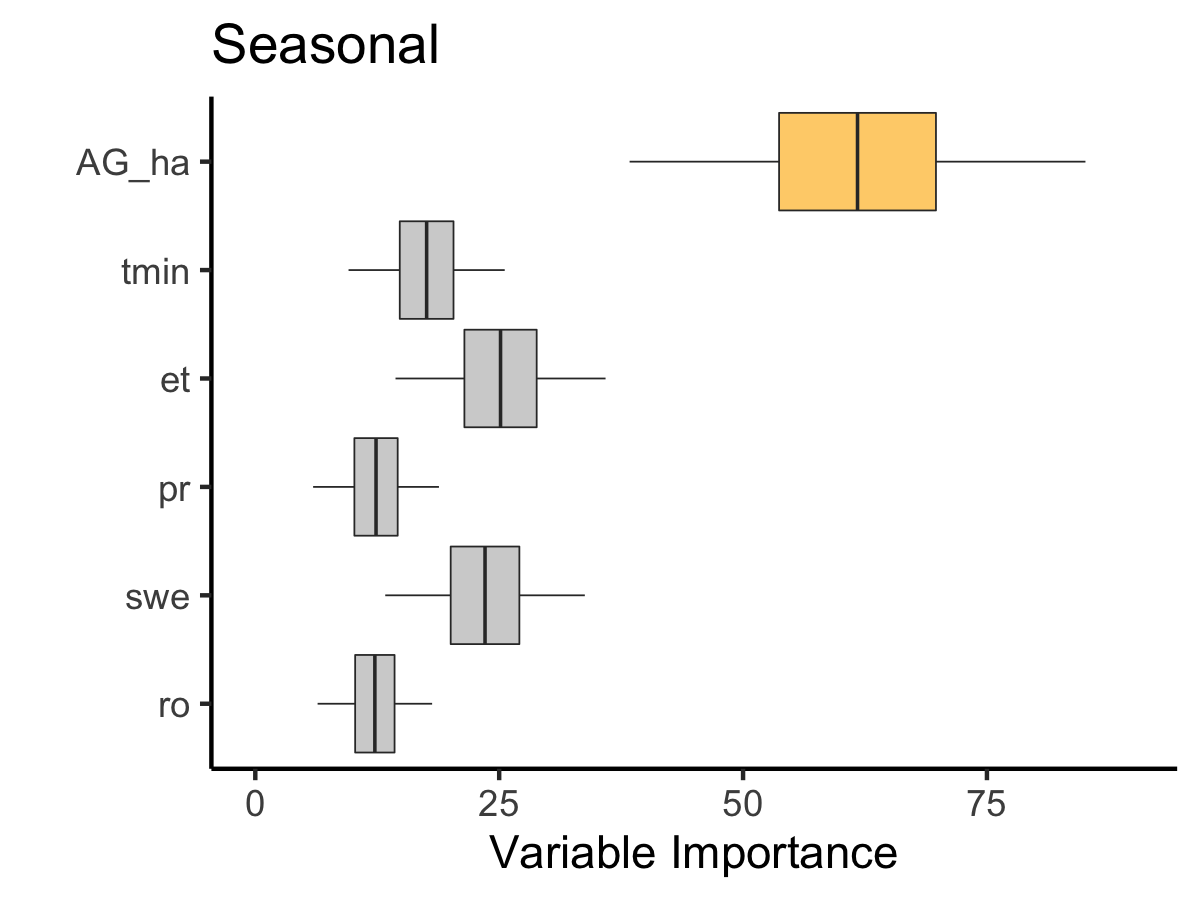 Seasonal
AG_ha
tmin
et
pr
swe
ro
0 25 50 75
Variable Importance